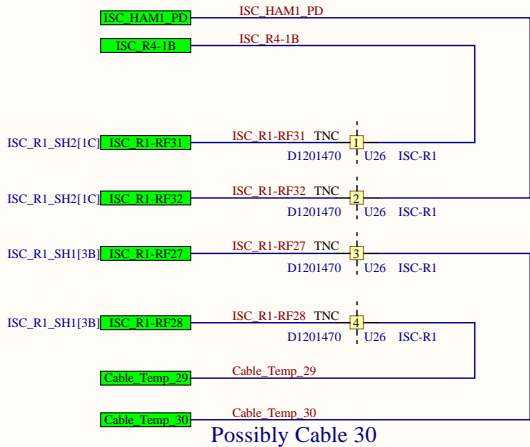 ISC_HAM1_PD ISC_HAM1_PD
ISC_R4-1B ISC_R4-1B
ISC_R_SH2[1C] ISC_R1-RF31 ISC_R1-RF31 TNC 1
D1201470 U26 ISC-R1
ISC_R_SH2[1C] ISC_R1-RF32 ISC_R1-RF32 TNC 2
D1201470 U26 ISC-R1
ISC_R1_SH1[3B] ISC_R1-RF27 ISC_R1-RF27 TNC 3
D1201470 U26 ISC-R1
ISC_R1_SH1[3B] ISC_R1-RF28 ISC_R1-RF28 TNC 4
D1201470 U26 ISC-R1
Cable_Temp_29 Cable_Temp_29
Cable_Temp_30 Cable_Temp_30
Possibly Cable 30